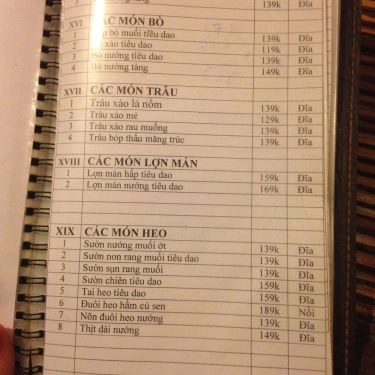 139k Đĩa
XVI CÁC MÓN BÒ
1 bóp muối tiêu dao 139k Đĩa
2 xào tiêu dao 119k Đĩa
3 Bò nướng tiêu dao 139k Đĩa
4 Bò nướng tảng 149k Đĩa
XVII CÁC MÓN TRÂU
1 Trâu xào lá nồm 139k Đĩa
2 Trâu xào mẻ 129k Đĩa
3 Trâu xào rau muống 139k Đĩa
4 Trâu bóp thấu măng trúc 139k Đĩa
XVIII CÁC MÓN LỢN MÁN
1 Lợn mán hấp tiêu dao 159k Đĩa
2 Lợn mán nướng tiêu dao 169k Đĩa
XIX CÁC MÓN HEO
1 Sườn nướng muối ớt 139k Đĩa
2 Sườn non rang muối tiêu dao 139k Đĩa
3 Sườn sụn rang muối 139k Đĩa
4 Sườn chiên tiêu dao 159k Đĩa
5 Tai heo tiêu dao 159k Đĩa
6 Đuôi heo hầm củ sen 189k Nồi
7 Nõn đuôi heo nướng 149k Đĩa
8 Thịt dải nướng 149k Đĩa